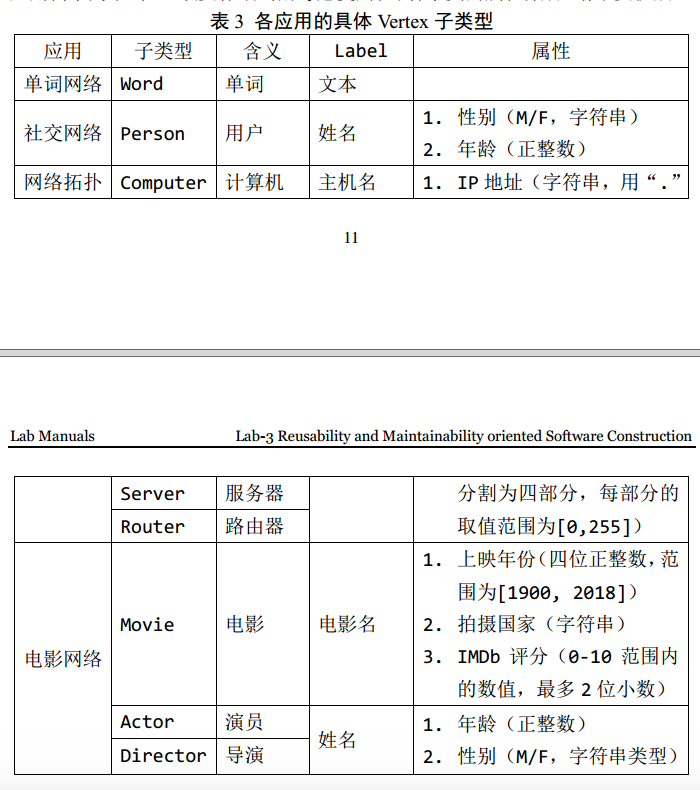 表 3 各应用的具体 Vertex 子类型
应用 子类型 含义 Label 属性
单词网络 Word 单词 文本
社交网络 Person 用户 姓名
1. 性别（M/F，字符串）
2. 年龄（正整数）
网络拓扑 Computer 计算机 主机名 1. IP 地址（字符串，用“.”
11
Lab Manuals Lab-3 Reusability and Maintainability oriented Software Construction
Server 服务器 分割为四部分，每部分的
Router 路由器 取值范围为[0,255]）
电影网络
Movie 电影 电影名
1. 上映年份（四位正整数，范
围为[1900, 2018]）
2. 拍摄国家（字符串）
3. IMDb 评分（0-10 范围内
的数值，最多 2 位小数）
Actor 演员
Director 导演
姓名
1. 年龄（正整数）
2. 性别（M/F，字符串类型）